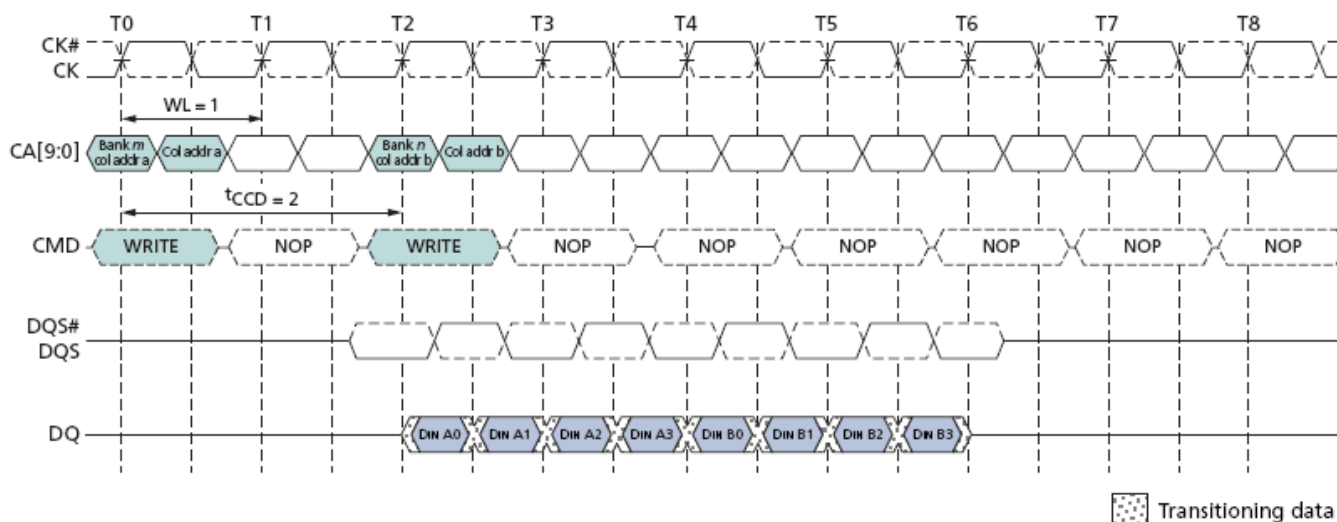 T0 T1 T2 T3 T4 T5 T6 T7 T8
CK#
CK
WL = 1
CA[9:0] Bank m col addr a Col addr a Bank n col addr b Col addr b
tCCD = 2
CMD WRITE NOP WRITE NOP NOP NOP NOP NOP NOP
DQS#
DQS
DQ DIN A0 DIN A1 DIN A2 DIN A3 DIN B0 DIN B1 DIN B2 DIN B3
Transitioning data